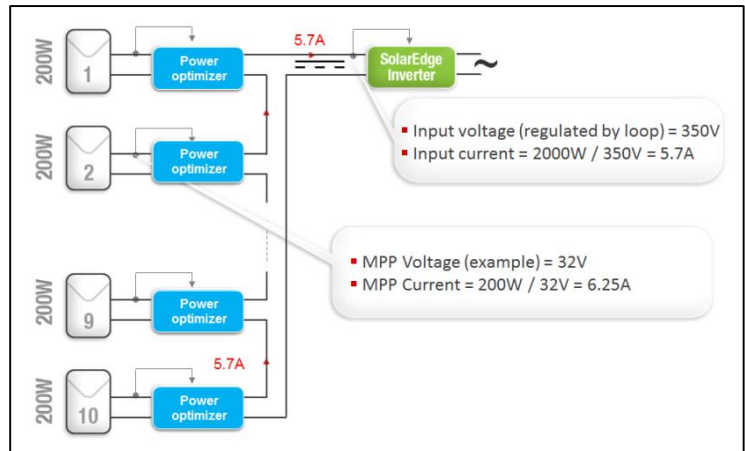 200W
1
Power
optimizer
5.7A
SolarEdge
Inverter
~
▪ Input voltage (regulated by loop) = 350V
▪ Input current = 2000W / 350V = 5.7A
200W
2
Power
optimizer
▪ MPP Voltage (example) = 32V
▪ MPP Current = 200W / 32V = 6.25A
200W
9
Power
optimizer
5.7A
200W
10
Power
optimizer